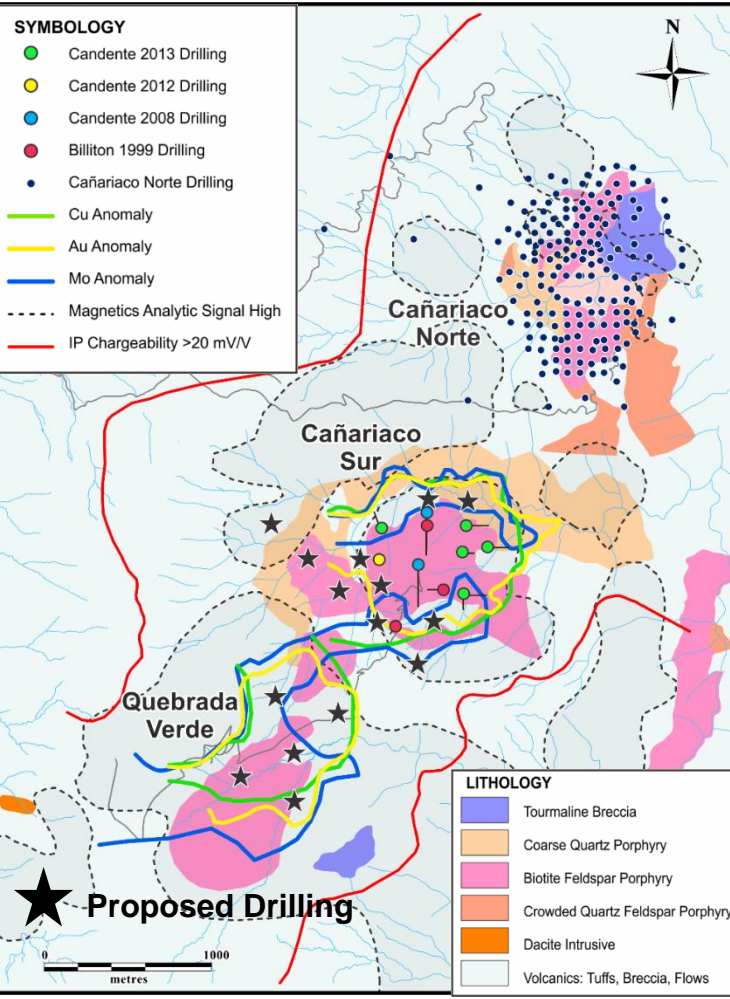 SYMBOLOGY
Candente 2013 Drilling
Candente 2012 Drilling
Candente 2008 Drilling
Billiton 1999 Drilling
Cañariaco Norte Drilling
Cu Anomaly
Au Anomaly
Mo Anomaly
Magnetics Analytic Signal High
IP Chargeability >20 mV/V
N
Cañariaco
Norte
Cañariaco
Sur
Quebrada
Verde
LITHOLOGY
Tourmaline Breccia
Coarse Quartz Porphyry
Biotite Feldspar Porphyry
Crowded Quartz Feldspar Porphyry
Dacite Intrusive
Volcanics: Tuffs, Breccia, Flows
Proposed Drilling
0 1000
metres